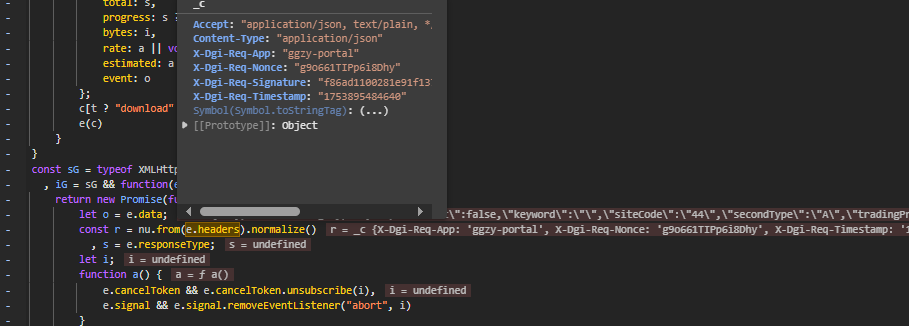 total: s,
progress: s ?
bytes: i,
rate: a || vo
estimated: a
event: o
};
c[t ? "download"
e(c)
}
}
_c
Accept: "application/json, text/plain, *
Content-Type: "application/json"
X-Dgi-Req-App: "ggzy-portal"
X-Dgi-Req-Nonce: "g9o661TIPp6i8Dhy"
X-Dgi-Req-Signature: "f86ad1100281e91f13
X-Dgi-Req-Timestamp: "1753895484640"
Symbol(Symbol.toStringTag): (...)
[[Prototype]]: Object
const sG = typeof XMLHttp
, iG = sG && function(e
return new Promise(fu
let o = e.data; \":false,\"keyword\":\"\",\"siteCode\":\"44\",\"secondType\":\"A\",\"tradingPr
const r = nu.from(e.headers).normalize() r = _c {X-Dgi-Req-App: 'ggzy-portal', X-Dgi-Req-Nonce: 'g9o661TIPp6i8Dhy', X-Dgi-Req-Timestamp: '1
, s = e.responseType; s = undefined
let i; i = undefined
function a() { a = ƒ a()
e.cancelToken && e.cancelToken.unsubscribe(i), i = undefined
e.signal && e.signal.removeEventListener("abort", i)
}